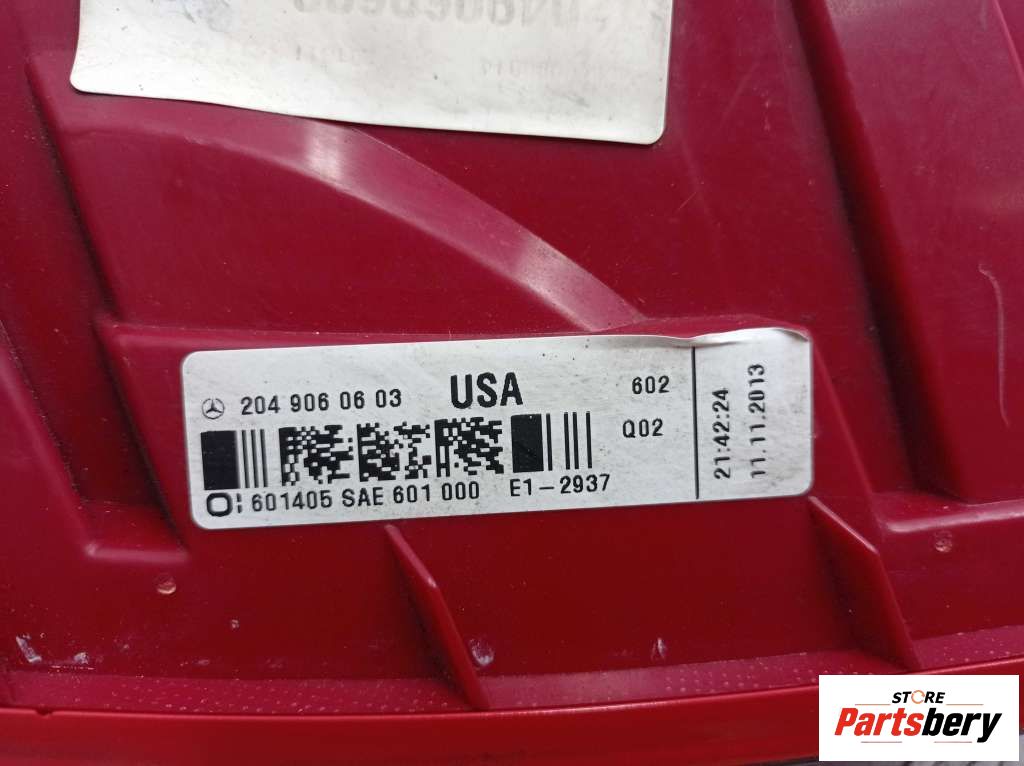 204 906 06 03 USA 602
Q02
601405 SAE 601 000 E1-2937
21:42:24
11.11.2013
STORE
Partsbery